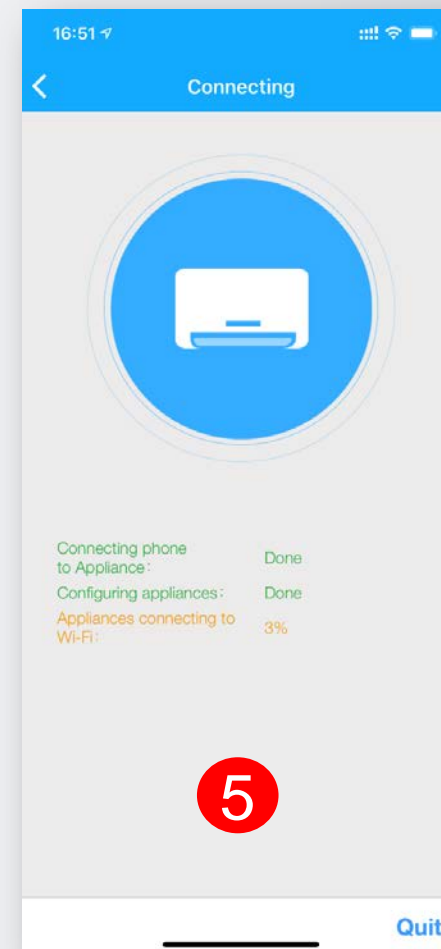 16:51
Connecting
Connecting phone
to Appliance:
Done
Configuring appliances:
Done
Appliances connecting to
Wi-Fi:
3%
5
Quit